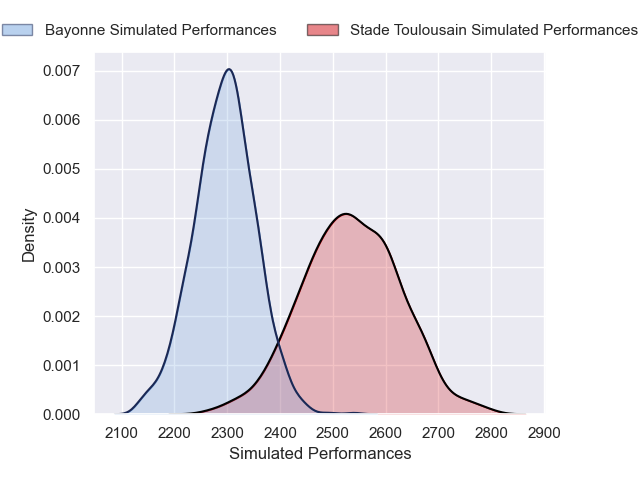 Bayonne Simulated Performances
Stade Toulousain Simulated Performances
0.007
0.006
0.005
0.004
0.003
0.002
0.001
0.000
Density
2100 2200 2300 2400 2500 2600 2700 2800 2900
Simulated Performances